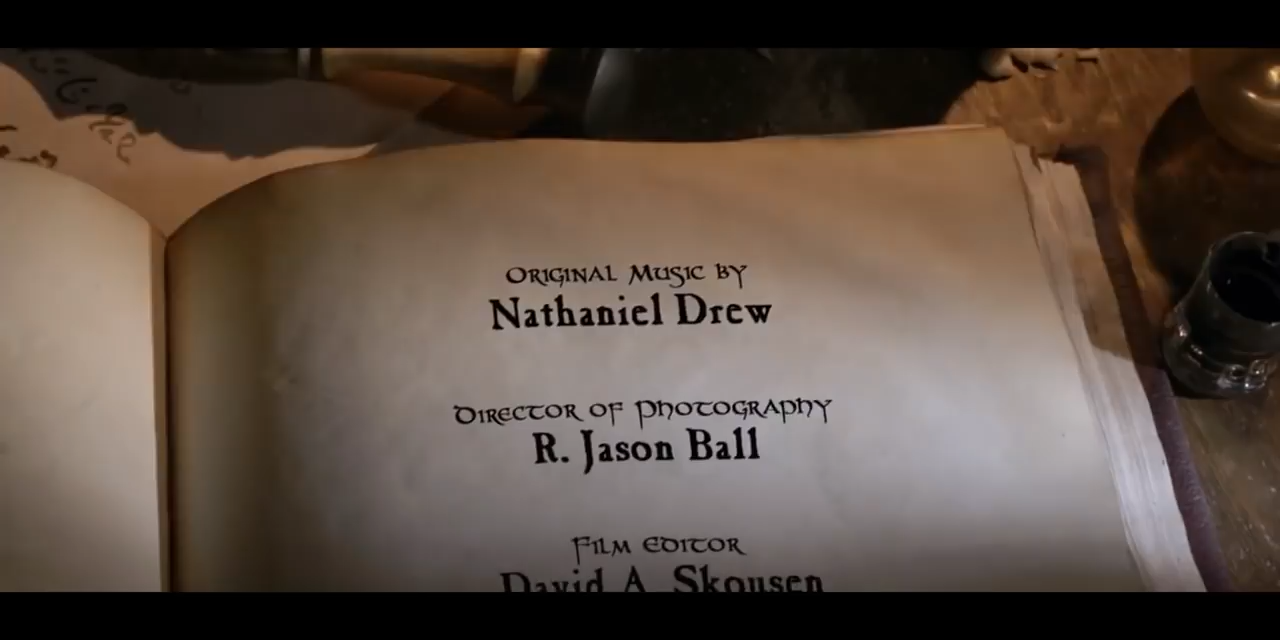 Original Music by
Nathaniel Drew
Director of Photography
R. Jason Ball
Film Editor
David A. Skousen